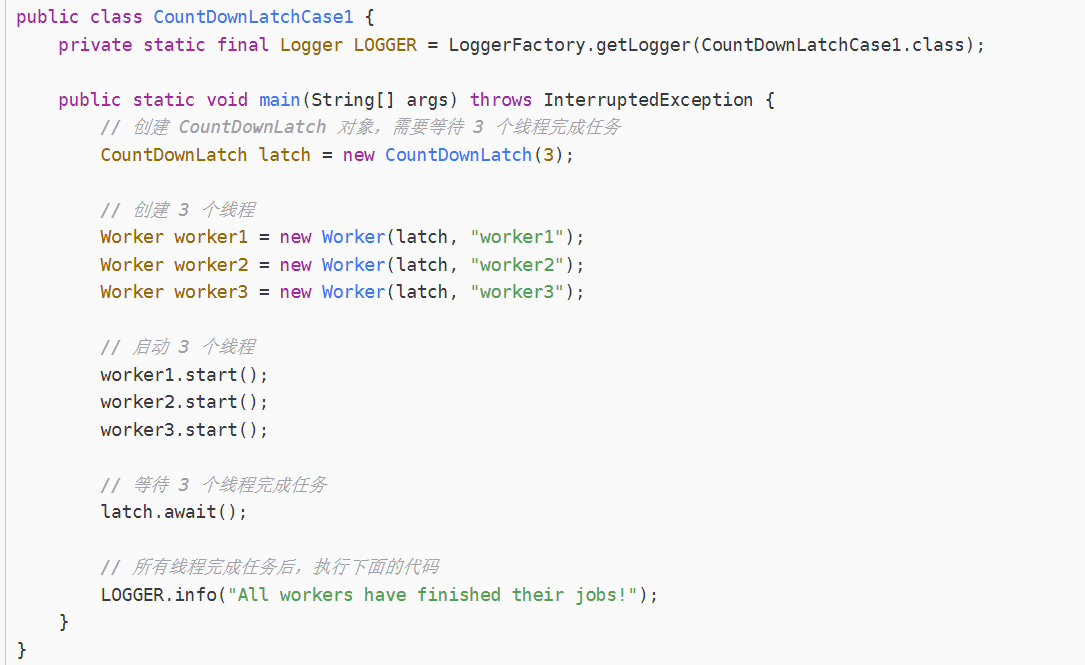 public class CountDownLatchCase1 {
    private static final Logger LOGGER = LoggerFactory.getLogger(CountDownLatchCase1.class);

    public static void main(String[] args) throws InterruptedException {
        // 创建 CountDownLatch 对象，需要等待 3 个线程完成任务
        CountDownLatch latch = new CountDownLatch(3);

        // 创建 3 个线程
        Worker worker1 = new Worker(latch, "worker1");
        Worker worker2 = new Worker(latch, "worker2");
        Worker worker3 = new Worker(latch, "worker3");

        // 启动 3 个线程
        worker1.start();
        worker2.start();
        worker3.start();

        // 等待 3 个线程完成任务
        latch.await();

        // 所有线程完成任务后，执行下面的代码
        LOGGER.info("All workers have finished their jobs!");
    }
}